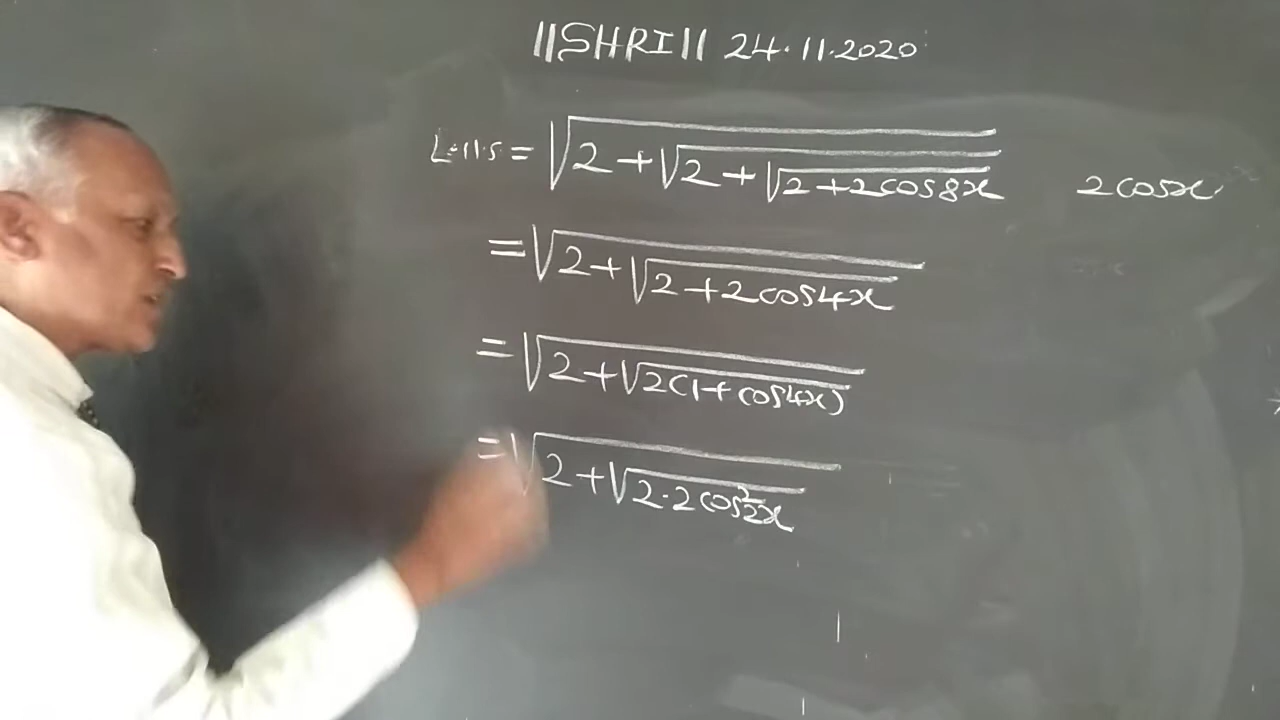 ||SHRI|| 24.11.2020
L.H.S = √2+√2+√2+2cos8x 2cosx
=√2+√2+2cos4x
=√2+√2(1+cos4x)
=√2+√2·2cos²2x